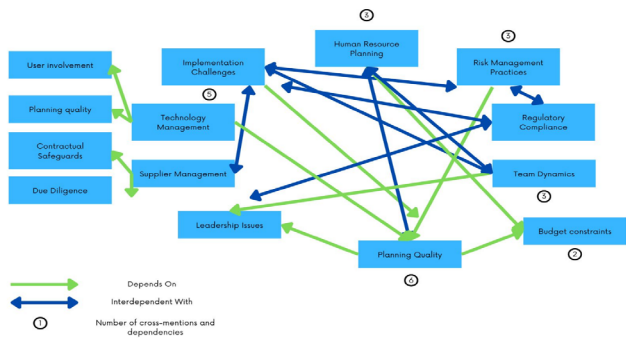 3
Human Resource
Planning
3
User involvement
Implementation
Challenges
Risk Management
Practices
5
Planning quality
Technology
Management
Regulatory
Compliance
Contractual
Safeguards
Supplier Management
Team Dynamics
Due Diligence
3
Leadership Issues
Budget constraints
Planning Quality
2
6
Depends On
Interdependent With
1
Number of cross-mentions and
dependencies